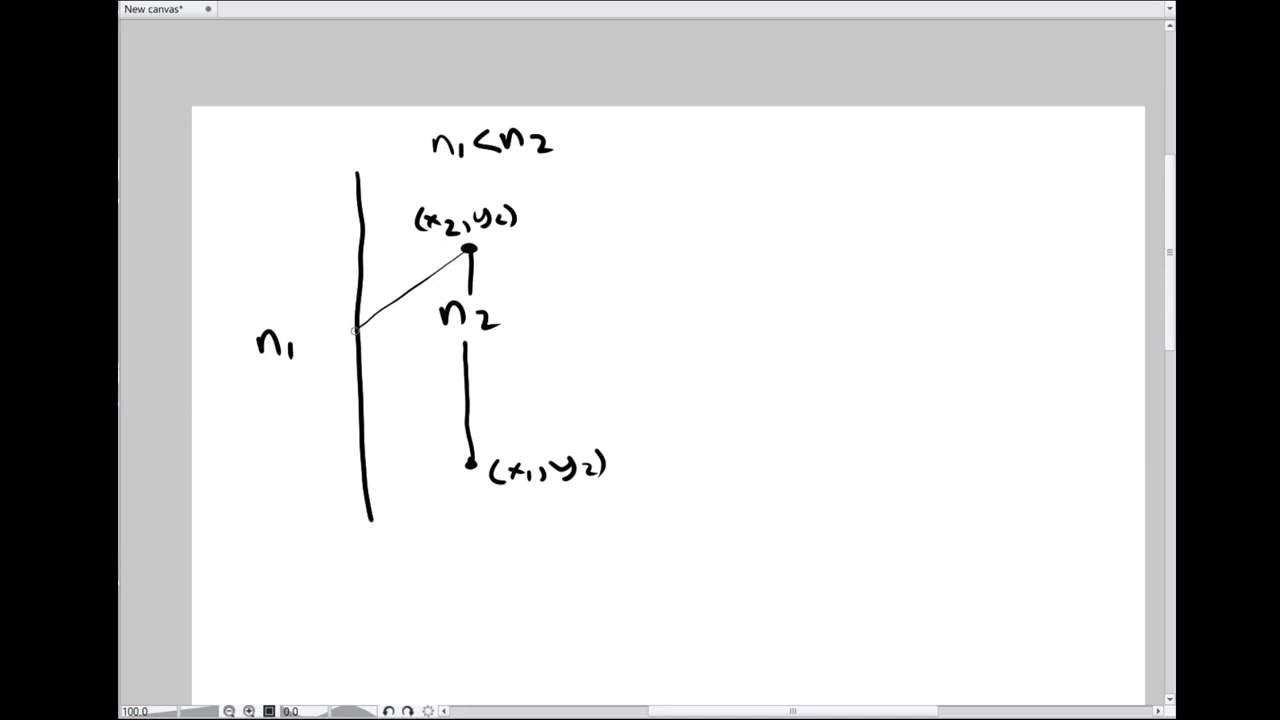 New canvas*
n₁<n₂
(x₂,y₂)
n₂
n₁
(x₁,y₂)
100.0
0.0